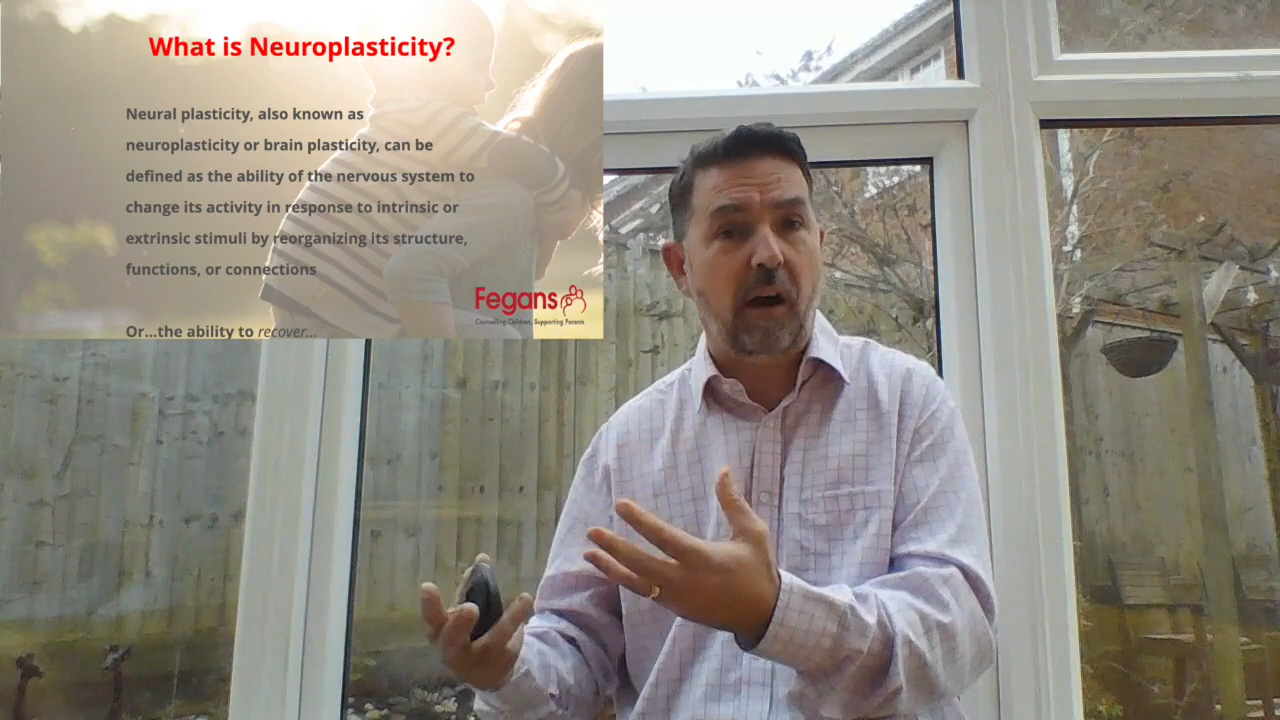 What is Neuroplasticity?
Neural plasticity, also known as
neuroplasticity or brain plasticity, can be
defined as the ability of the nervous system to
change its activity in response to intrinsic or
extrinsic stimuli by reorganizing its structure,
functions, or connections
Or...the ability to recover...
Fegans
Counselling Children, Supporting Parents